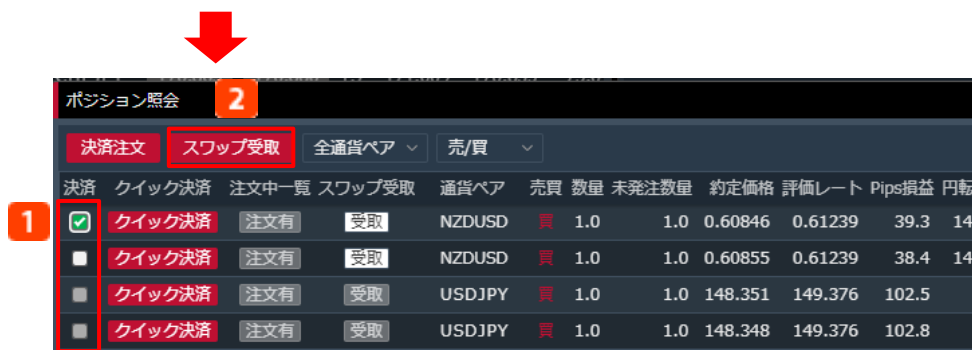 ポジション照会 2
決済注文 スワップ受取 全通貨ペア 売/買
決済 クイック決済 注文中一覧 スワップ受取 通貨ペア 売買 数量 未発注数量 約定価格 評価レート Pips損益 円転
1 クイック決済 注文有 受取 NZDUSD 買 1.0 1.0 0.60846 0.61239 39.3 14
クイック決済 注文有 受取 NZDUSD 買 1.0 1.0 0.60855 0.61239 38.4 14
クイック決済 注文有 受取 USDJPY 買 1.0 1.0 148.351 149.376 102.5
クイック決済 注文有 受取 USDJPY 買 1.0 1.0 148.348 149.376 102.8